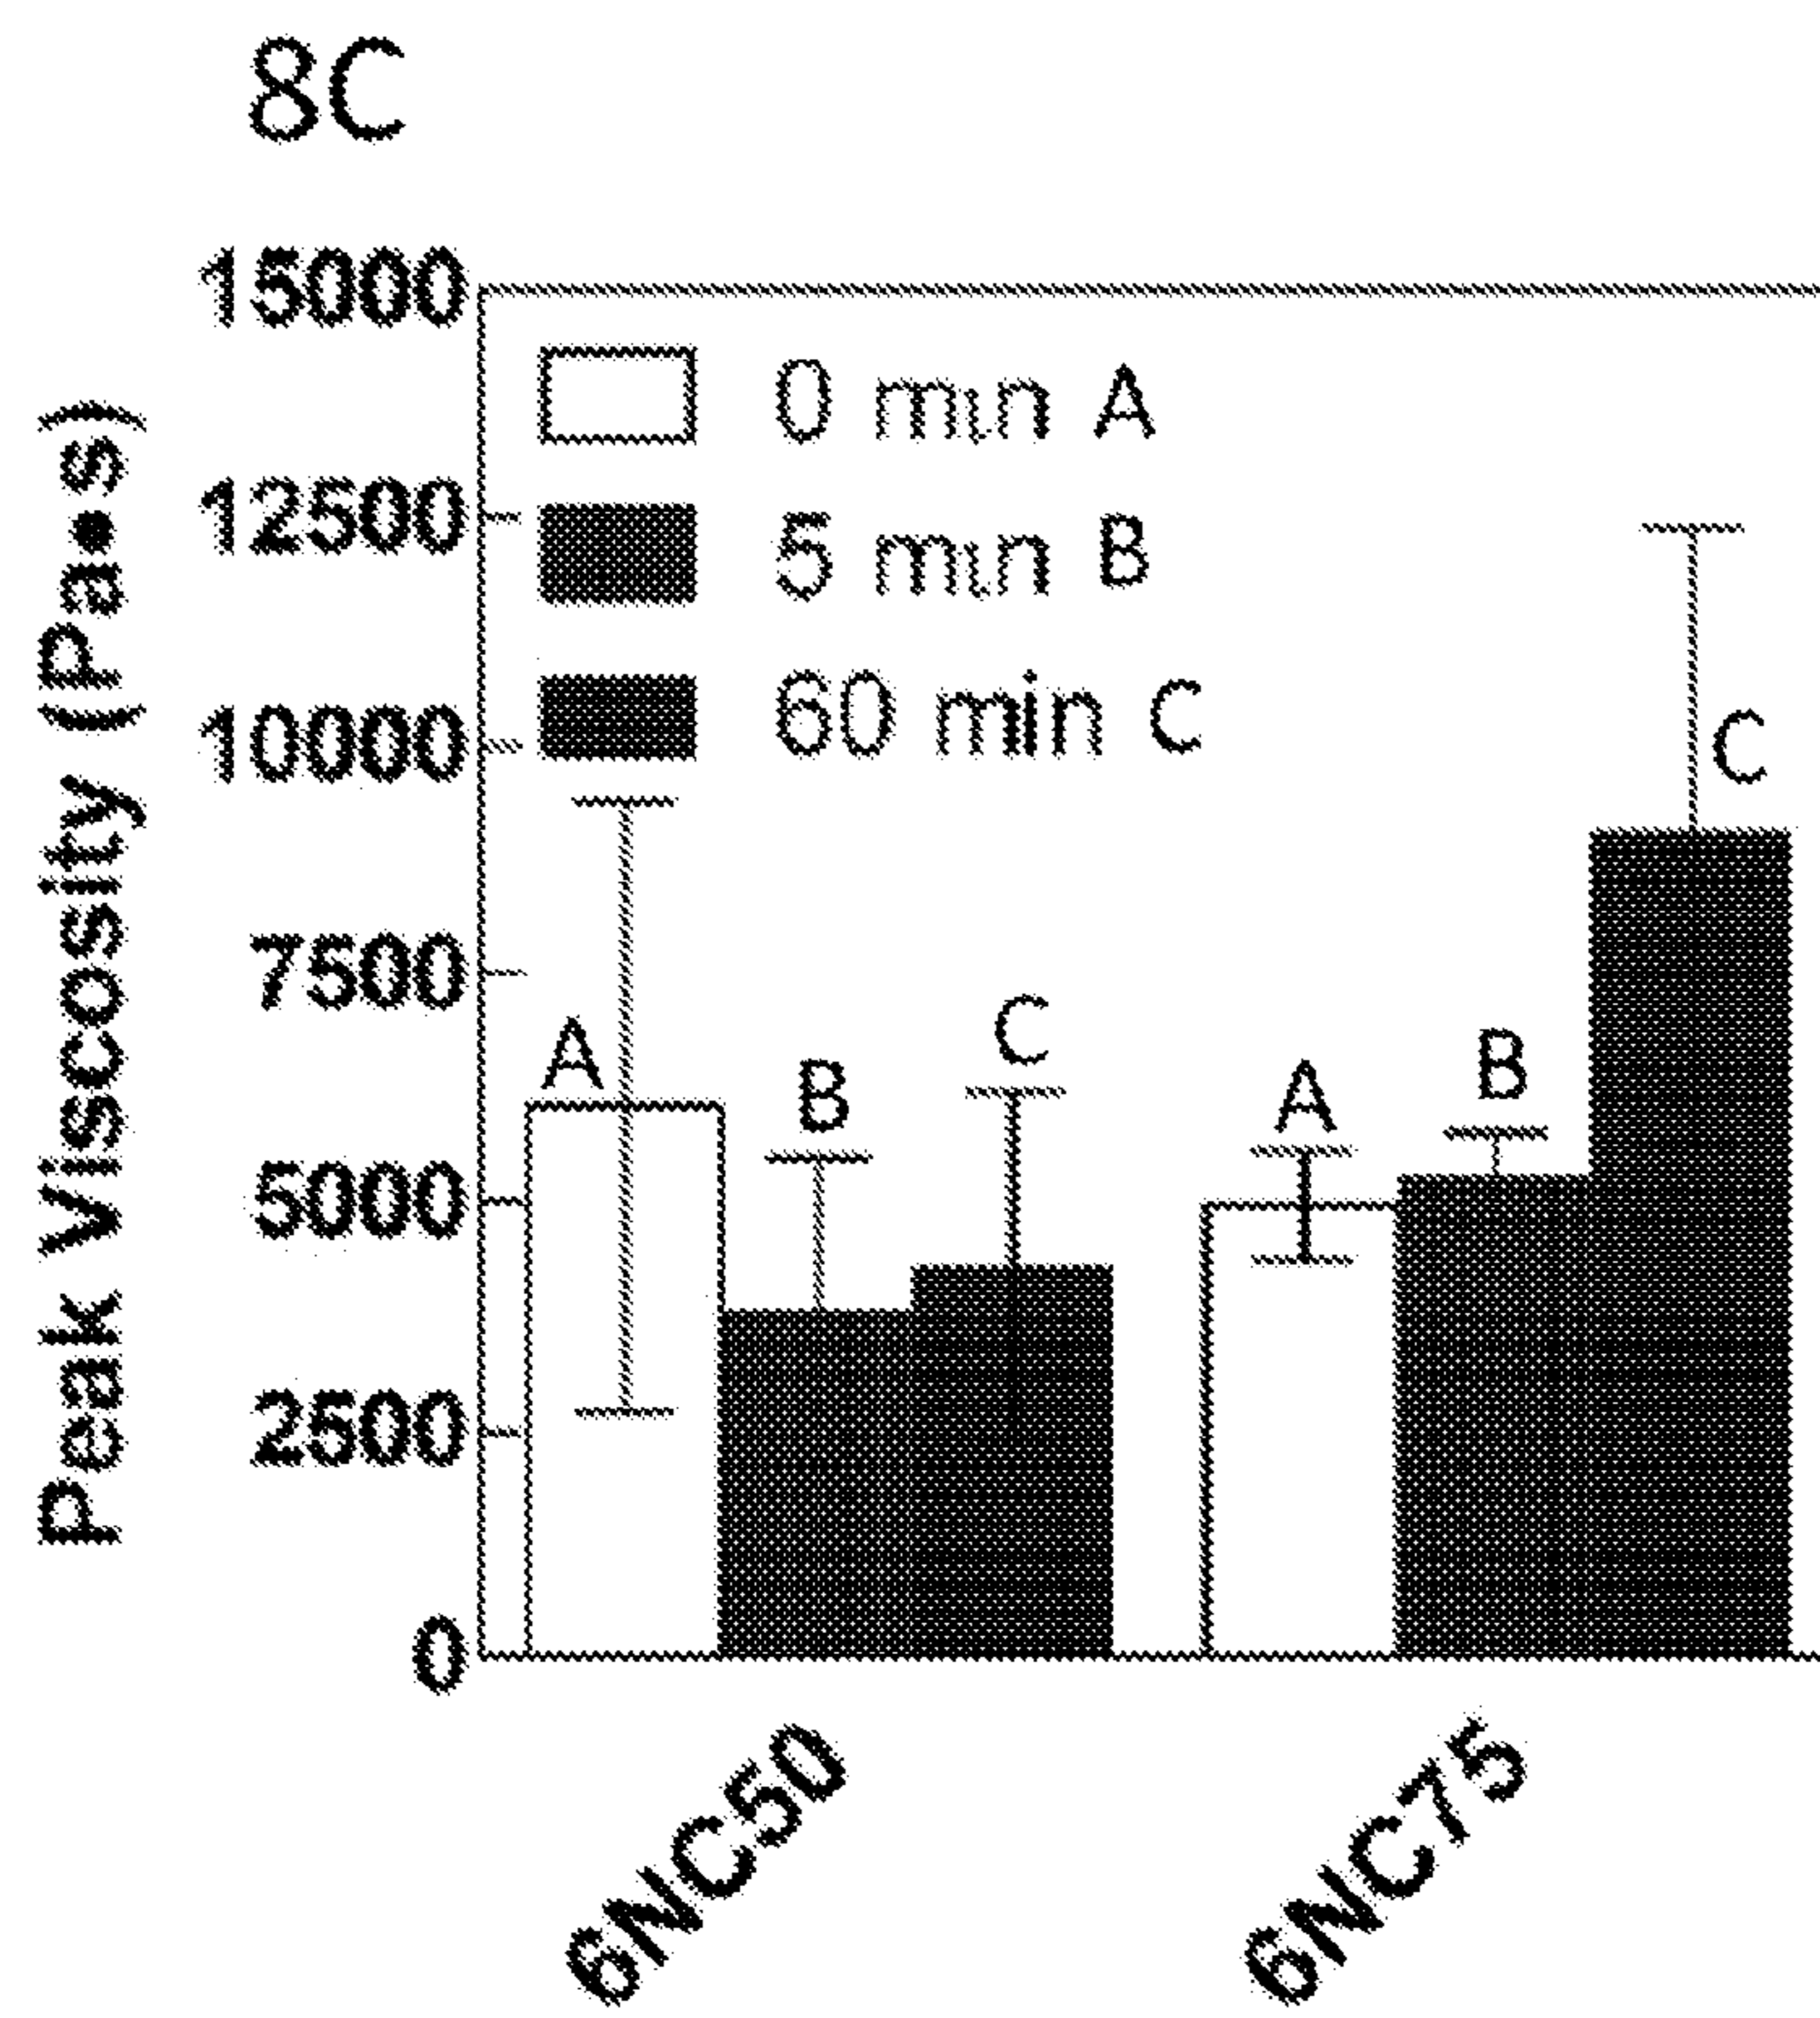 8C
Peak Viscosity (Pa•s)
15000
12500
10000
7500
5000
2500
0
0 min A
5 min B
60 min C
A
B
C
A
B
C
6NC50
6NC75